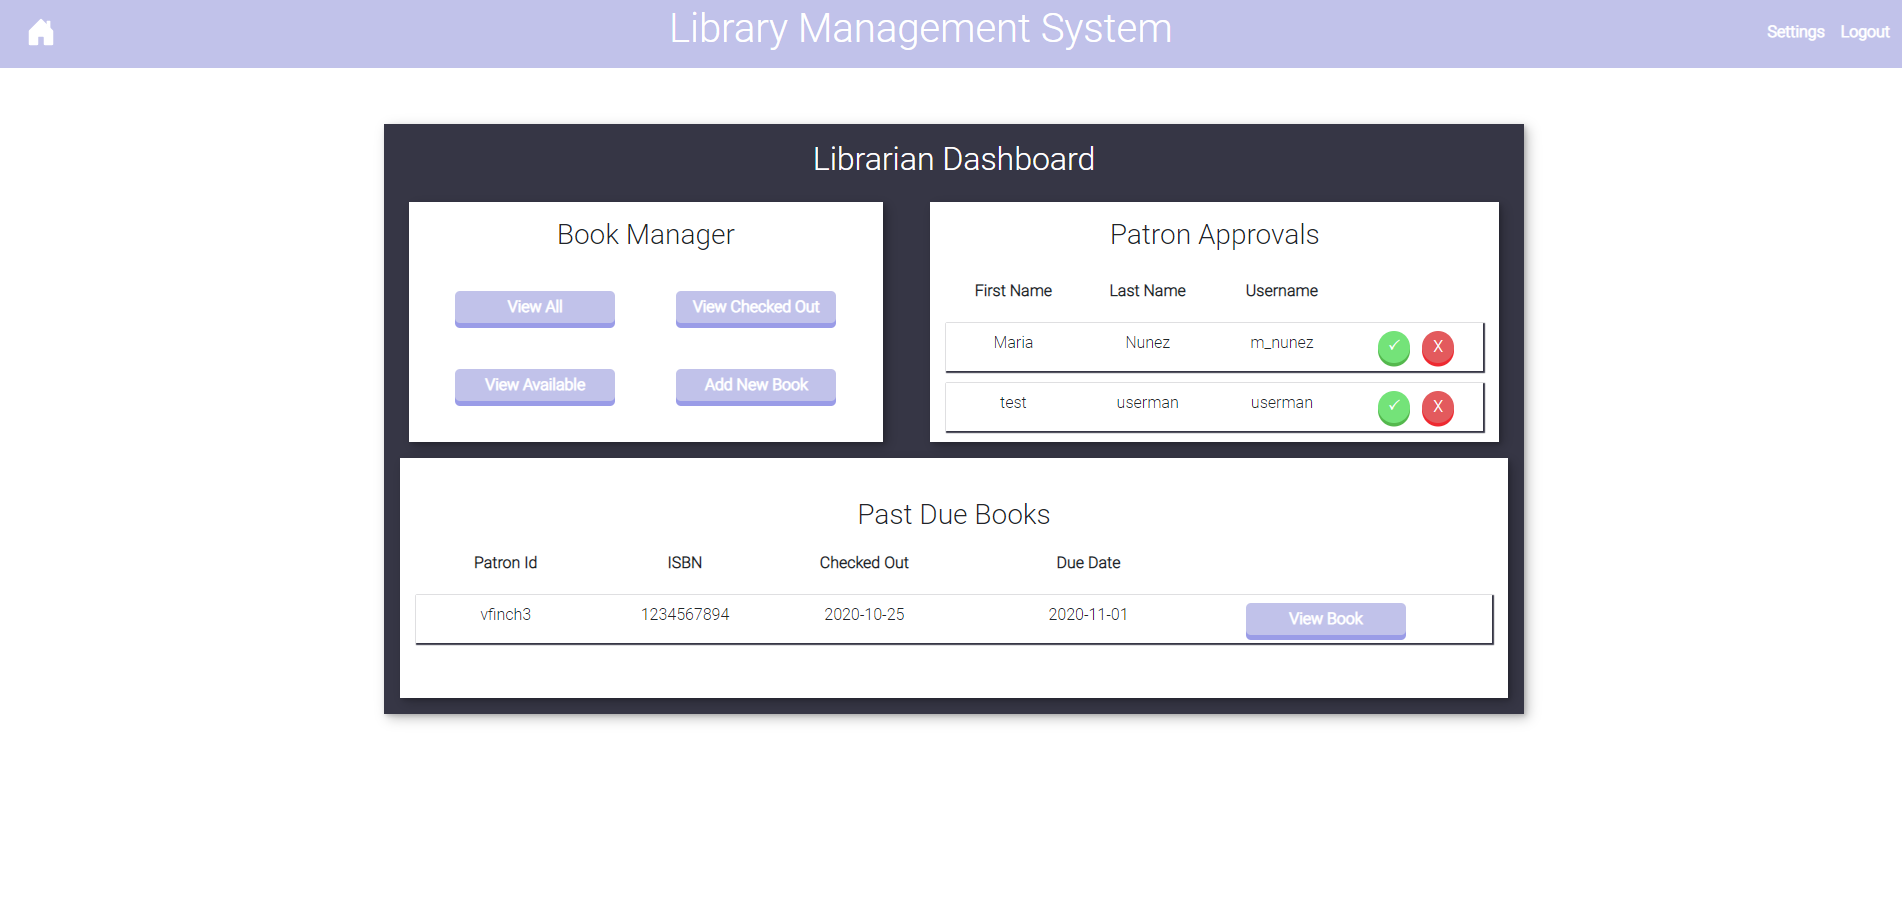 Library Management System
Settings Logout
Librarian Dashboard
Book Manager
View All View Checked Out
View Available Add New Book
Patron Approvals
First Name Last Name Username
Maria Nunez m_nunez ✓ X
test userman userman ✓ X
Past Due Books
Patron Id ISBN Checked Out Due Date
vfinch3 1234567894 2020-10-25 2020-11-01 View Book